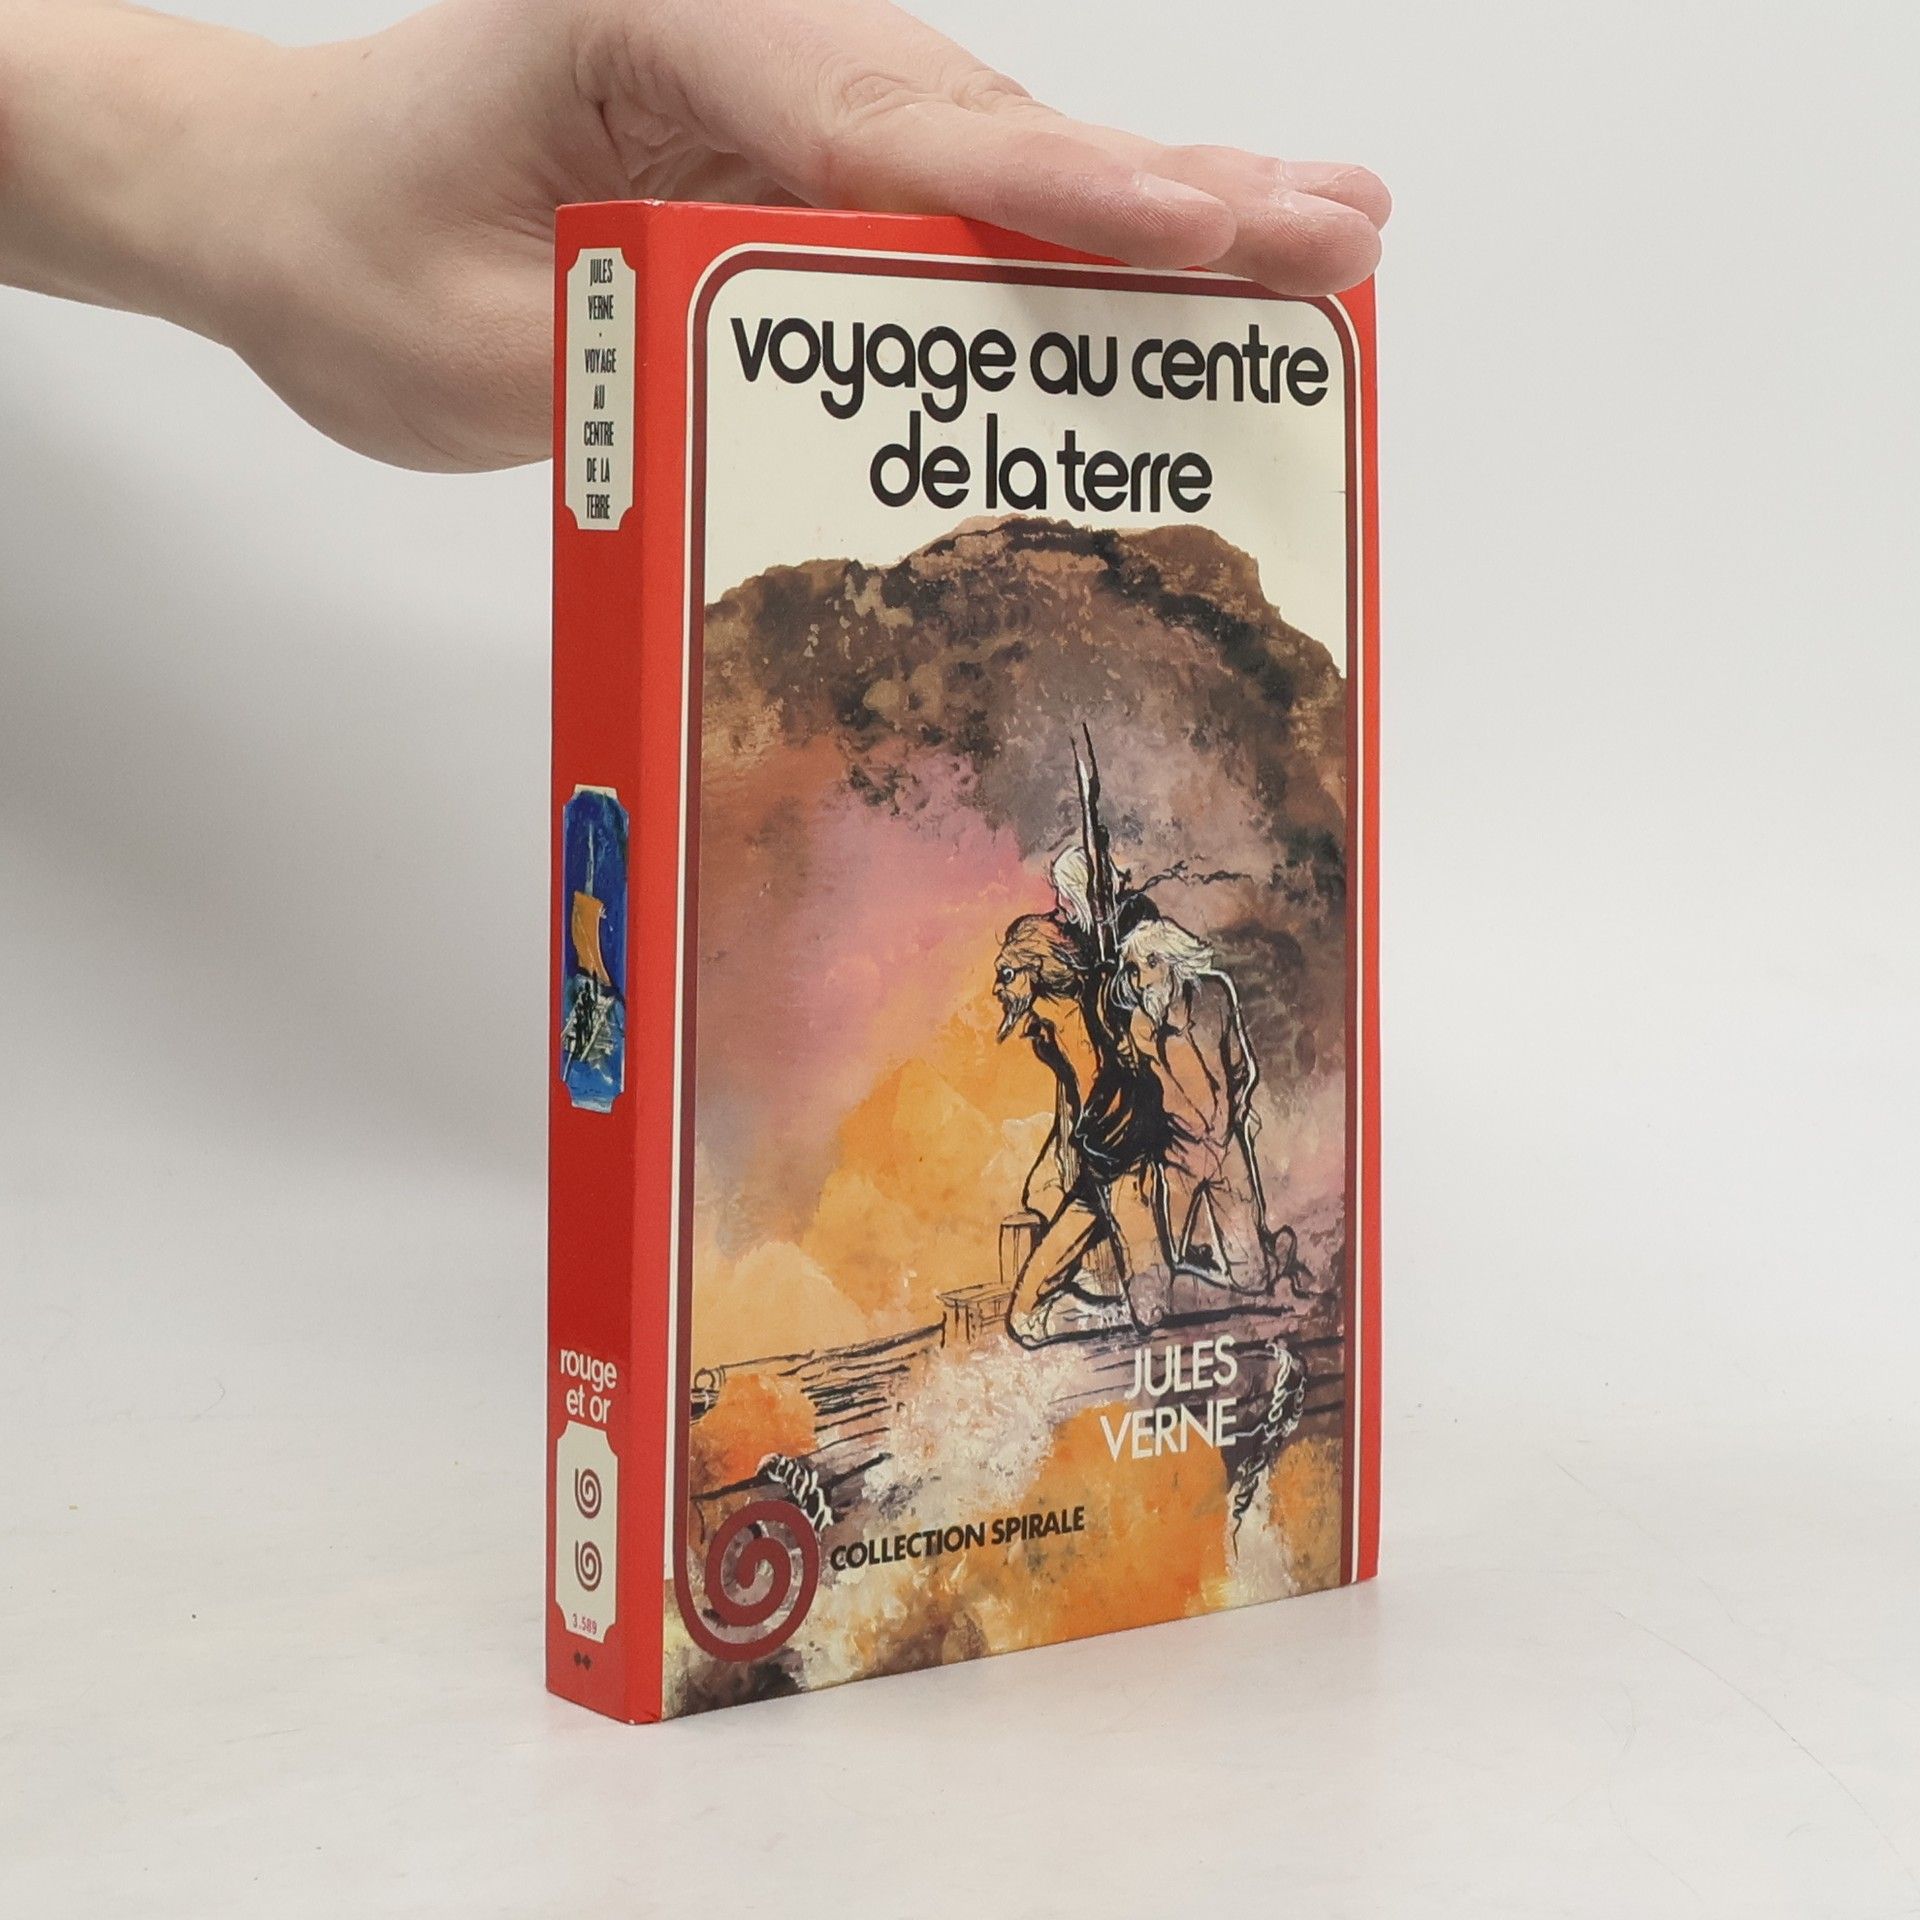 JULES
VERNE
·
VOYAGE
AU
CENTRE
DE LA
TERRE
rouge
et or
3.589
voyage au centre
de la terre
JULES
VERNE
COLLECTION SPIRALE